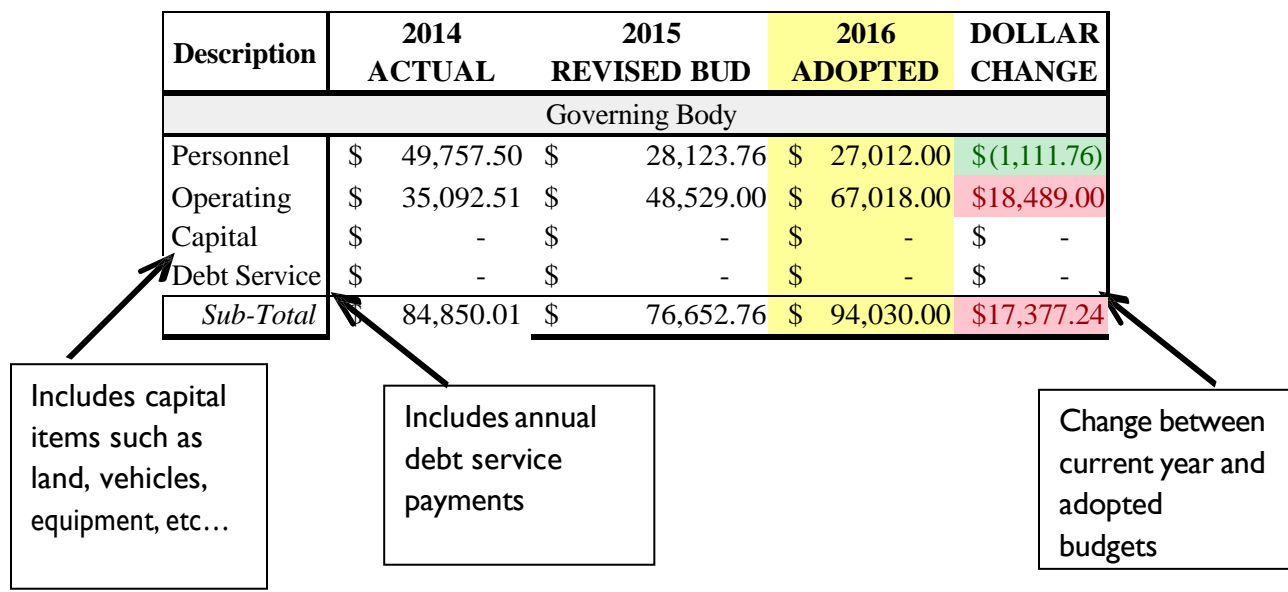 Description 2014 ACTUAL 2015 REVISED BUD 2016 ADOPTED DOLLAR CHANGE
Governing Body
Personnel $ 49,757.50 $ 28,123.76 $ 27,012.00 $(1,111.76)
Operating $ 35,092.51 $ 48,529.00 $ 67,018.00 $18,489.00
Capital $ - $ - $ - $ -
Debt Service $ - $ - $ - $ -
Sub-Total $ 84,850.01 $ 76,652.76 $ 94,030.00 $17,377.24
Includes capital
items such as
land, vehicles,
equipment, etc…
Includes annual
debt service
payments
Change between
current year and
adopted
budgets